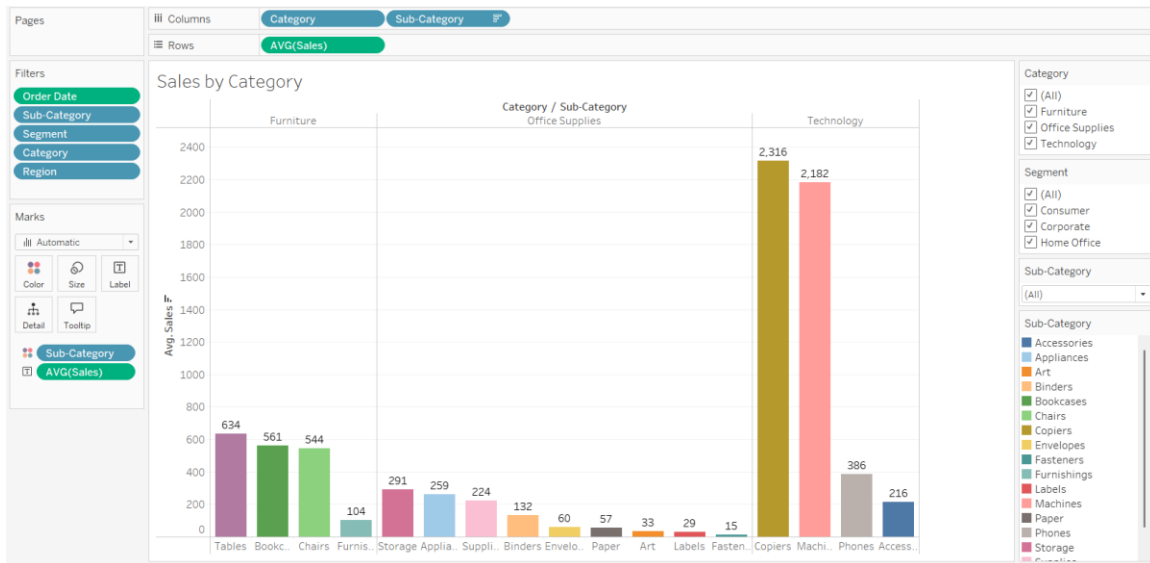 Pages
Columns
Category
Sub-Category
Rows
AVG(Sales)
Filters
Order Date
Sub-Category
Segment
Category
Region
Marks
Automatic
Color
Size
Label
Detail
Tooltip
Sub-Category
AVG(Sales)
Sales by Category
Category / Sub-Category
Furniture
Office Supplies
Technology
Avg. Sales
2400
2200
2000
1800
1600
1400
1200
1000
800
600
400
200
0
634
561
544
104
291
259
224
132
60
57
33
29
15
2,316
2,182
386
216
Tables
Bookc..
Chairs
Furnis..
Storage
Applia..
Suppli..
Binders
Envelo..
Paper
Art
Labels
Fasten..
Copiers
Machi..
Phones
Access..
Category
(All)
Furniture
Office Supplies
Technology
Segment
(All)
Consumer
Corporate
Home Office
Sub-Category
(All)
Sub-Category
Accessories
Appliances
Art
Binders
Bookcases
Chairs
Copiers
Envelopes
Fasteners
Furnishings
Labels
Machines
Paper
Phones
Storage